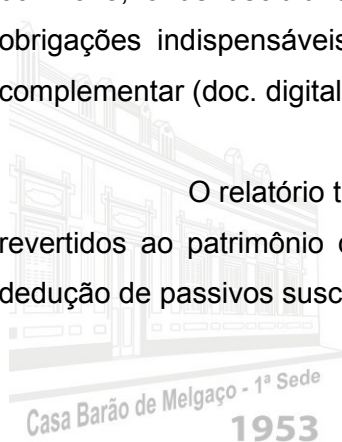 obrigações indispensáveis
complementar (doc. digital
O relatório t
revertidos ao patrimônio
dedução de passivos susc
Casa Barão de Melgaço - 1ª Sede
1953